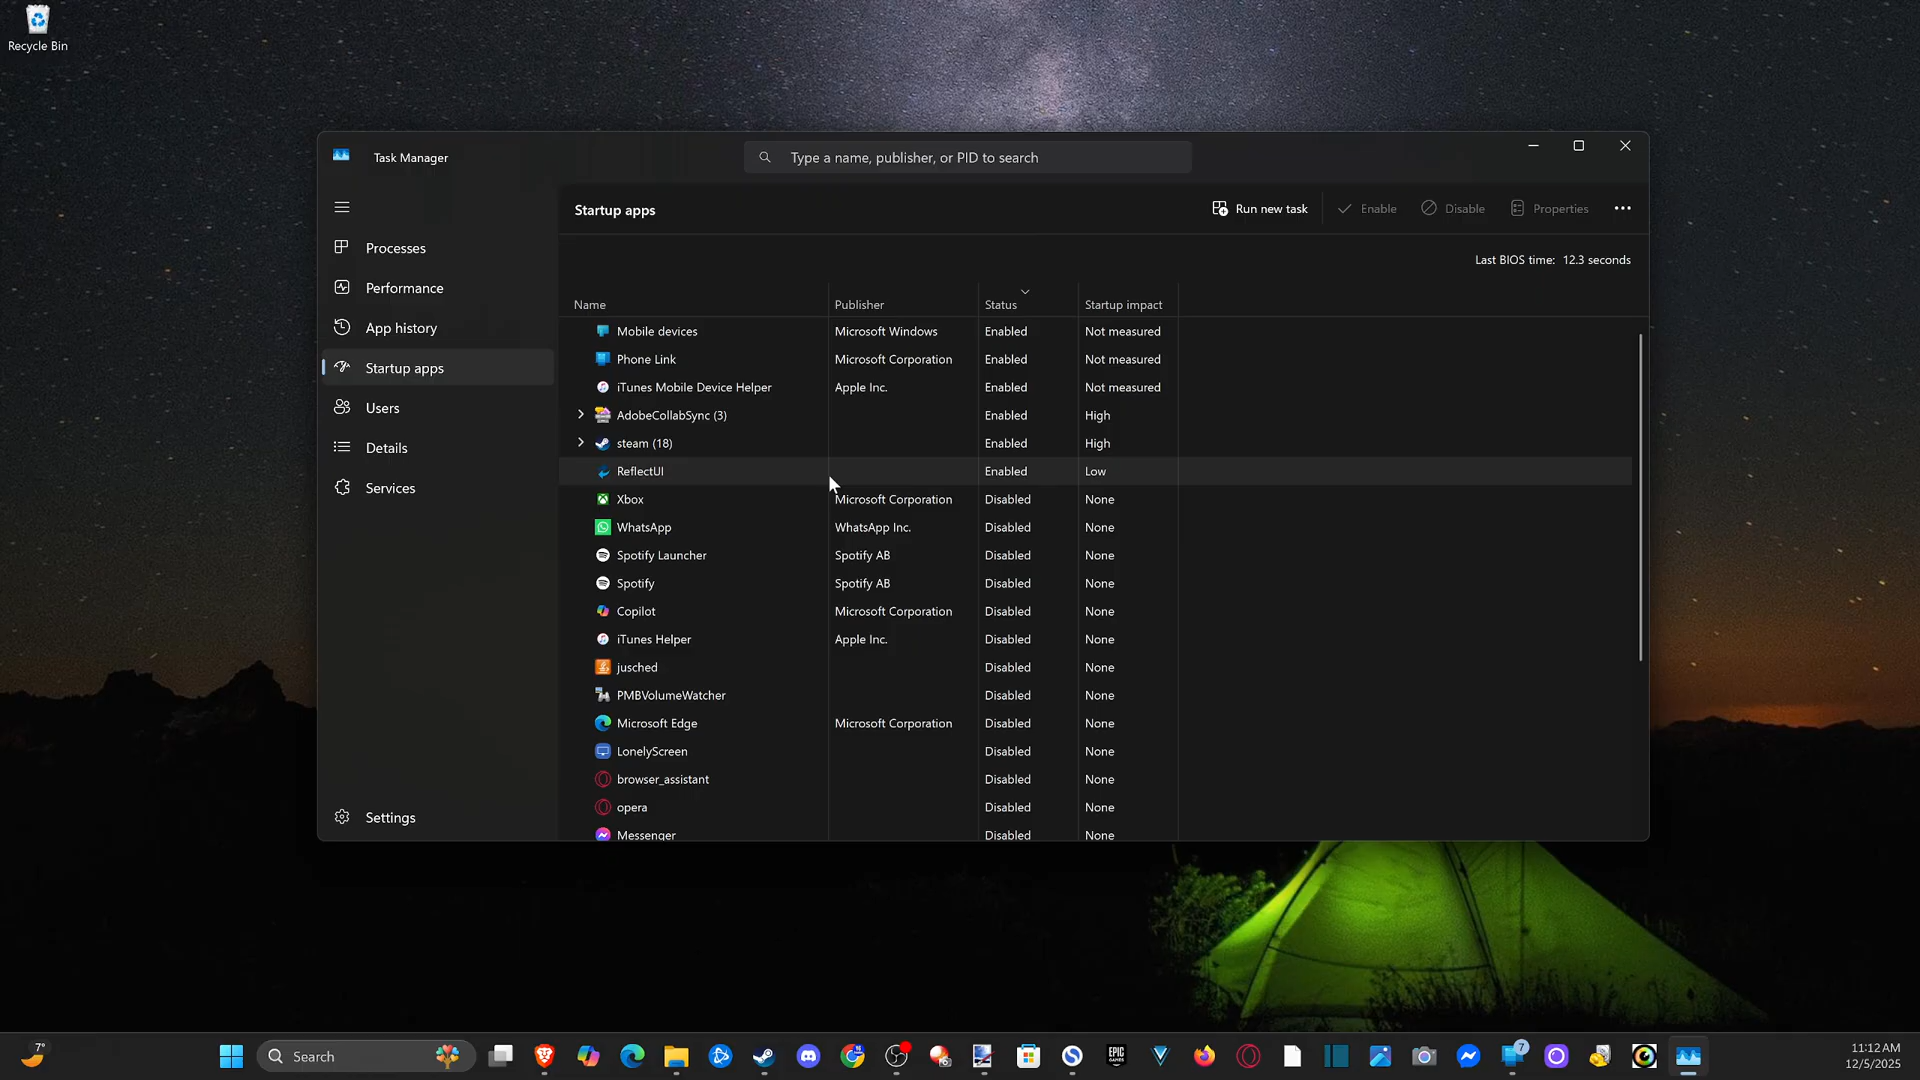 Recycle Bin
Task Manager
Type a name, publisher, or PID to search
Startup apps
Run new task
Enable
Disable
Properties
Last BIOS time: 12.3 seconds
Processes
Performance
App history
Startup apps
Users
Details
Services
Settings
Name Publisher Status Startup impact
Mobile devices Microsoft Windows Enabled Not measured
Phone Link Microsoft Corporation Enabled Not measured
iTunes Mobile Device Helper Apple Inc. Enabled Not measured
AdobeCollabSync (3) Enabled High
steam (18) Enabled High
ReflectUI Enabled Low
Xbox Microsoft Corporation Disabled None
WhatsApp WhatsApp Inc. Disabled None
Spotify Launcher Spotify AB Disabled None
Spotify Spotify AB Disabled None
Copilot Microsoft Corporation Disabled None
iTunes Helper Apple Inc. Disabled None
jusched Disabled None
PMBVolumeWatcher Disabled None
Microsoft Edge Microsoft Corporation Disabled None
LonelyScreen Disabled None
browser_assistant Disabled None
opera Disabled None
Messenger Disabled None
7°
Search
EPIC GAMES
7
11:12 AM
12/5/2025